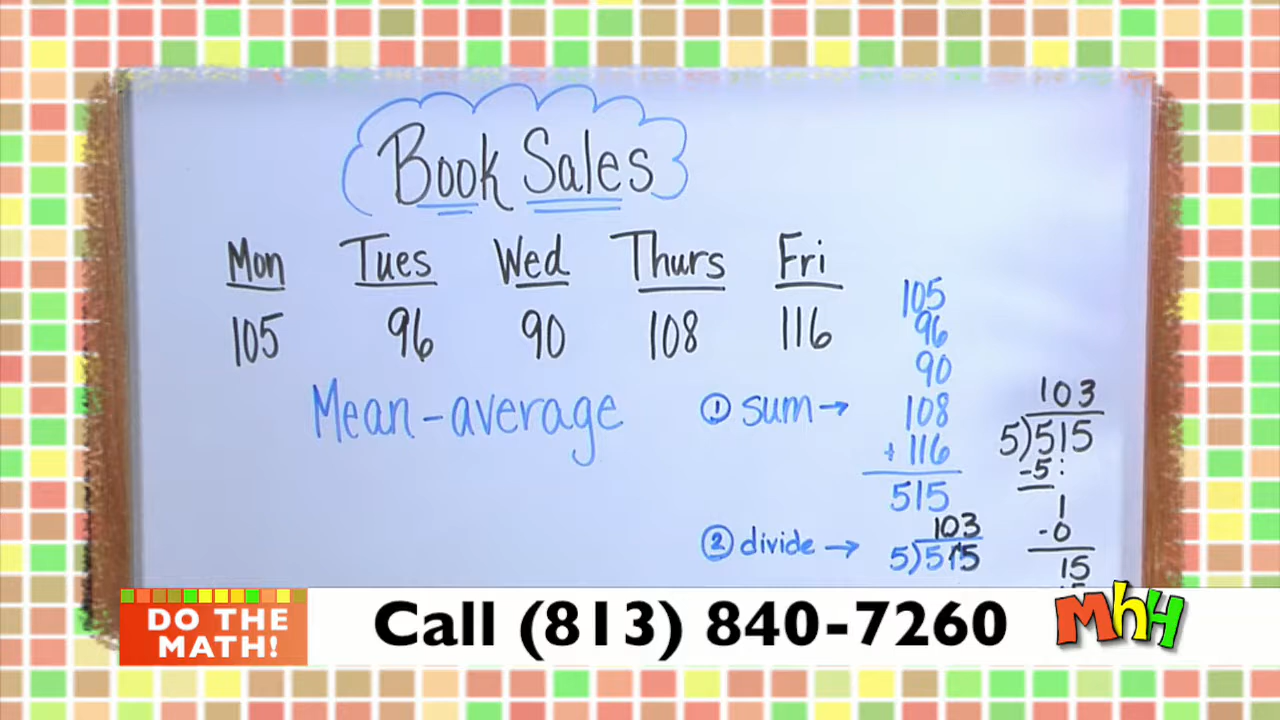 Book Sales
Mon Tues Wed Thurs Fri
105 96 90 108 116
Mean-average
① sum →
105
96
90
108
+ 116
515
② divide →
103
5)515
103
5)515
-5
1
-0
15
DO THE
MATH!
Call (813) 840-7260
Mh4